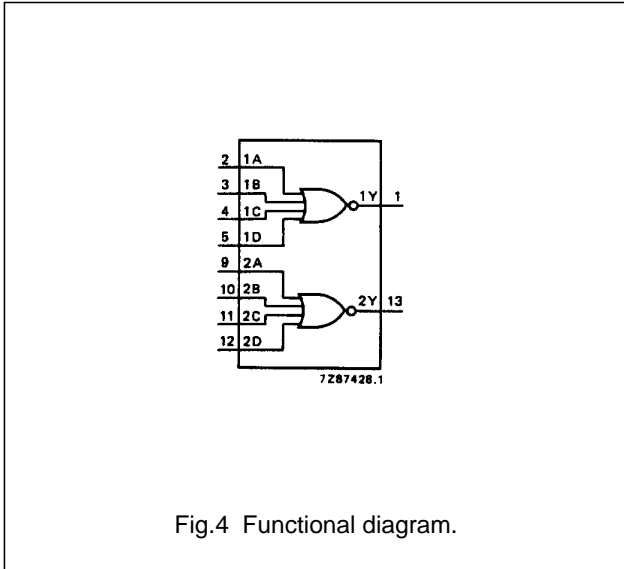 2 1A
3 1B
4 1C
5 1D
1Y 1
9 2A
10 2B
11 2C
12 2D
2Y 13
7Z87428.1
Fig.4 Functional diagram.